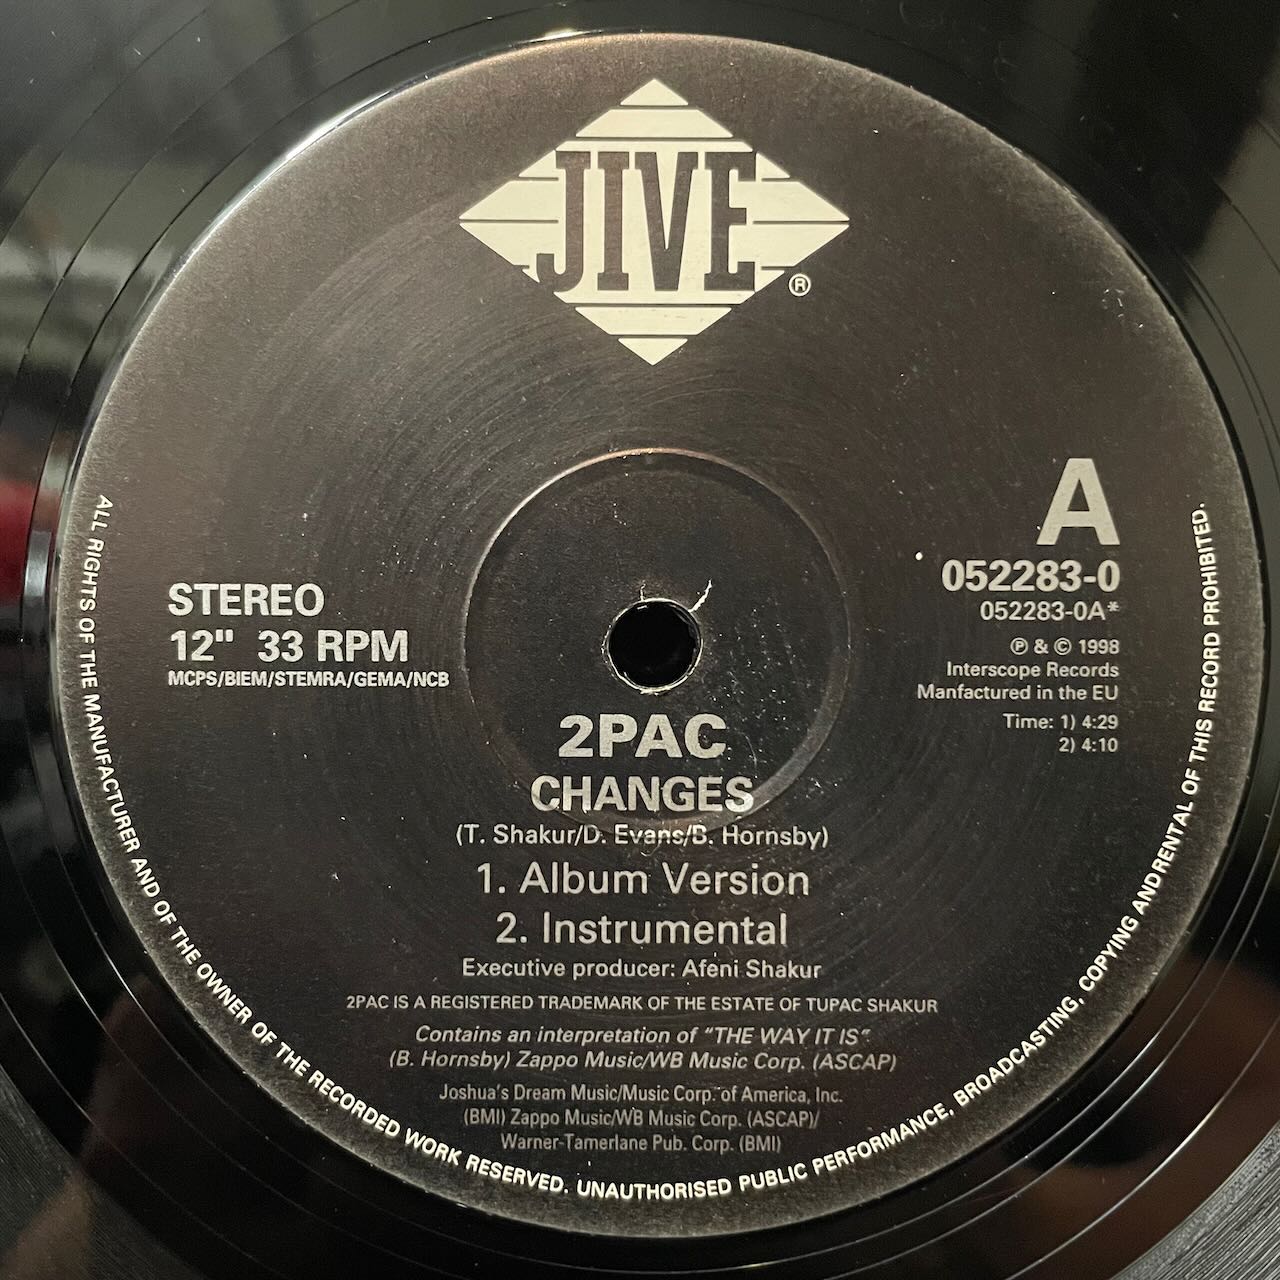 JIVE
®
A
052283-0
052283-0A*
℗ & © 1998
Interscope Records
Manfactured in the EU
Time: 1) 4:29
2) 4:10
STEREO
12" 33 RPM
MCPS/BIEM/STEMRA/GEMA/NCB
2PAC
CHANGES
(T. Shakur/D. Evans/B. Hornsby)
1. Album Version
2. Instrumental
Executive producer: Afeni Shakur
2PAC IS A REGISTERED TRADEMARK OF THE ESTATE OF TUPAC SHAKUR
Contains an interpretation of "THE WAY IT IS".
(B. Hornsby) Zappo Music/WB Music Corp. (ASCAP)
Joshua's Dream Music/Music Corp. of America, Inc.
(BMI) Zappo Music/WB Music Corp. (ASCAP)/
Warner-Tamerlane Pub. Corp. (BMI)
ALL RIGHTS OF THE MANUFACTURER AND OF THE OWNER OF THE RECORDED WORK RESERVED. UNAUTHORISED PUBLIC PERFORMANCE, BROADCASTING, COPYING ANDRENTAL OF THIS RECORD PROHIBITED.